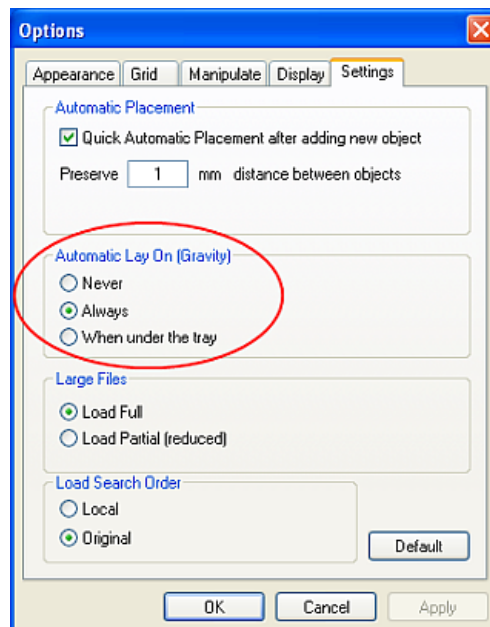 Options
Appearance Grid Manipulate Display Settings
Automatic Placement
Quick Automatic Placement after adding new object
Preserve 1 mm distance between objects
Automatic Lay On (Gravity)
Never
Always
When under the tray
Large Files
Load Full
Load Partial (reduced)
Load Search Order
Local
Original
Default
OK Cancel Apply